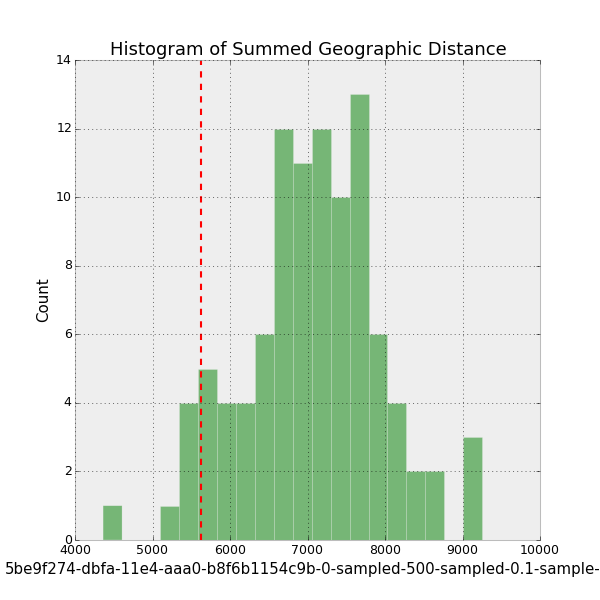 Histogram of Summed Geographic Distance
14
12
10
8
6
4
2
0
Count
4000 5000 6000 7000 8000 9000 10000
5be9f274-dbfa-11e4-aaa0-b8f6b1154c9b-0-sampled-500-sampled-0.1-sample-